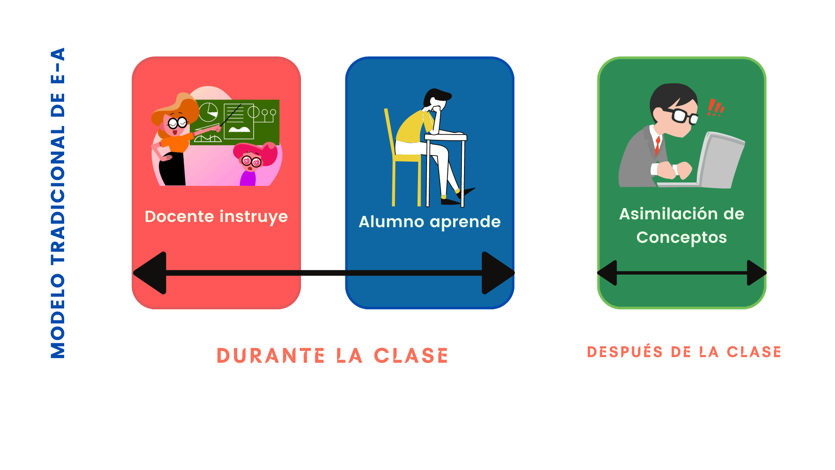 MODELO TRADICIONAL DE E-A
Docente instruye
Alumno aprende
Asimilación de
Conceptos
DURANTE LA CLASE
DESPUÉS DE LA CLASE